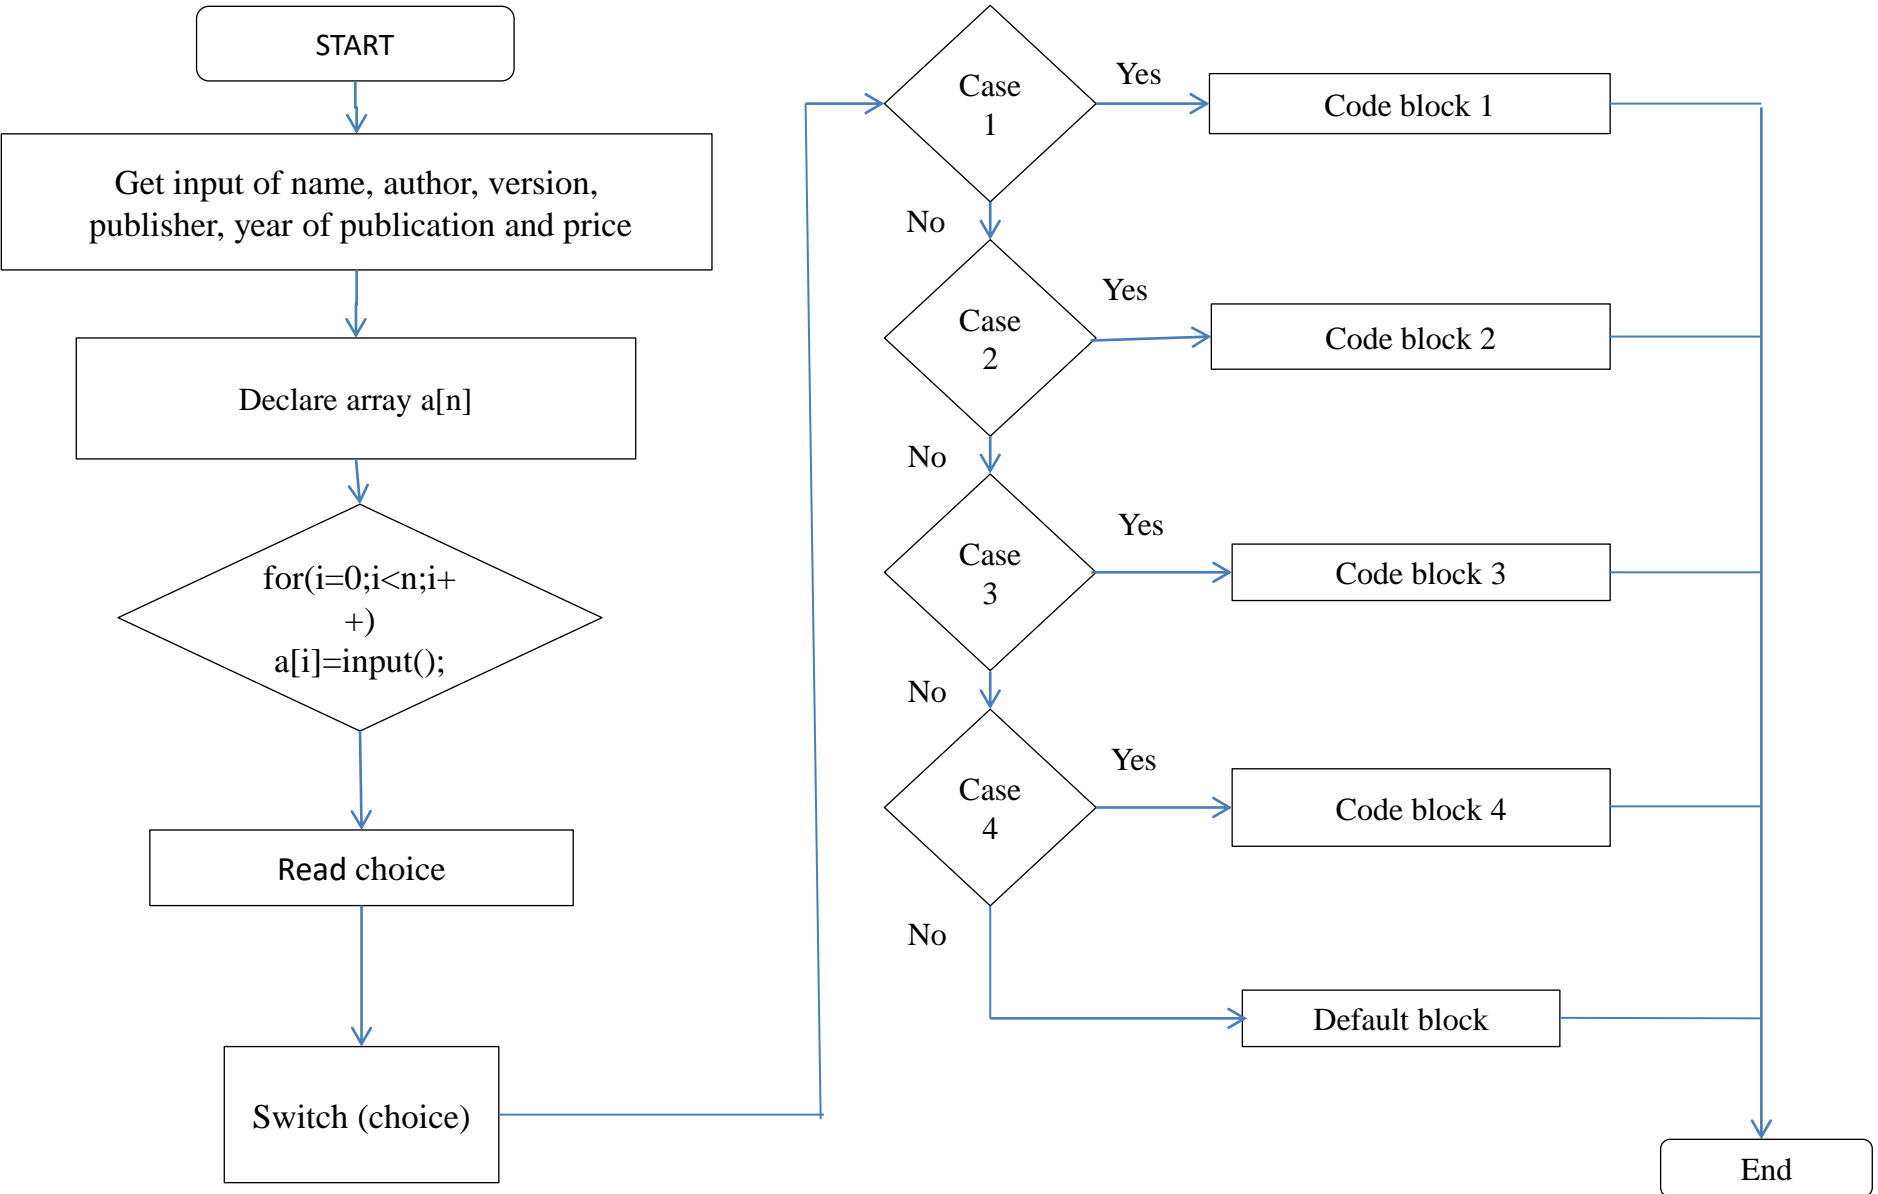 START
Get input of name, author, version,
publisher, year of publication and price
Declare array a[n]
for(i=0;i<n;i+
+)
a[i]=input();
Read choice
Switch (choice)
Case
1
Yes
Code block 1
No
Case
2
Yes
Code block 2
No
Case
3
Yes
Code block 3
No
Case
4
Yes
Code block 4
No
Default block
End